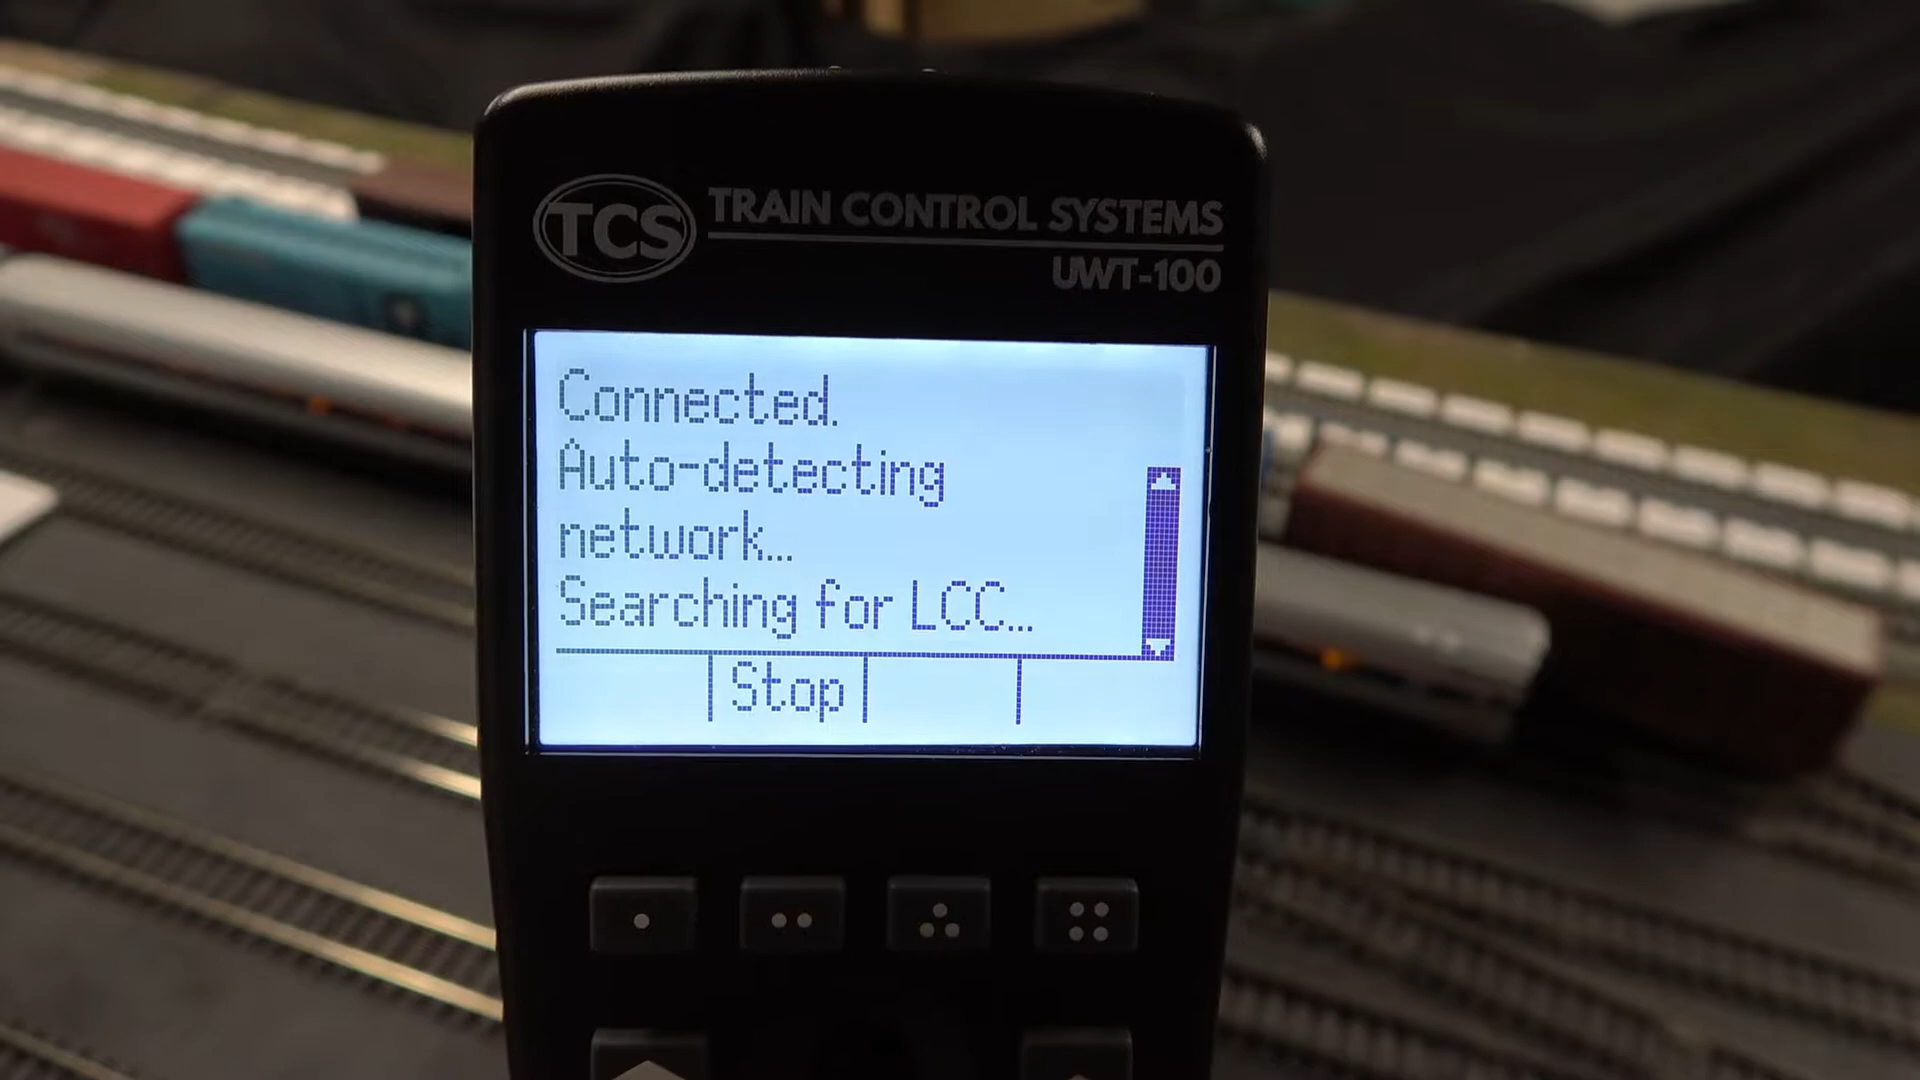 TCS TRAIN CONTROL SYSTEMS
UWT-100
Connected.
Auto-detecting
network...
Searching for LCC...
Stop